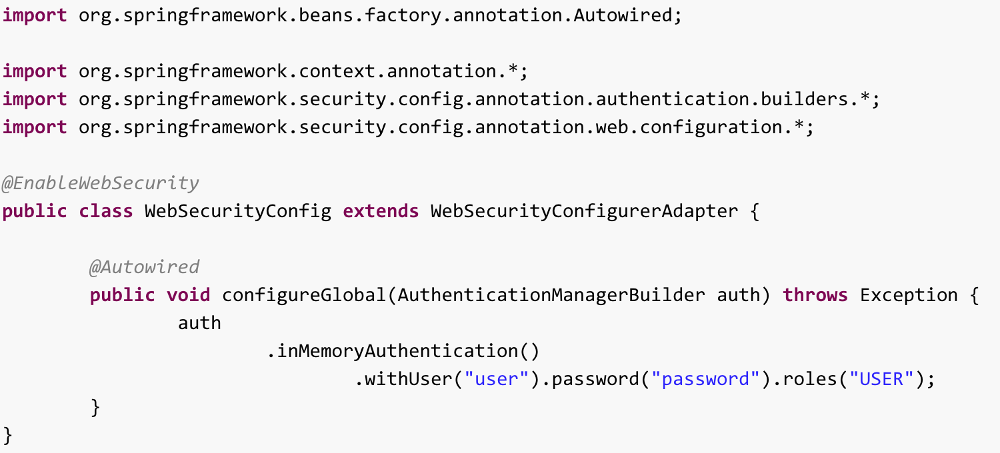 import org.springframework.beans.factory.annotation.Autowired;
import org.springframework.context.annotation.*;
import org.springframework.security.config.annotation.authentication.builders.*;
import org.springframework.security.config.annotation.web.configuration.*;
@EnableWebSecurity
public class WebSecurityConfig extends WebSecurityConfigurerAdapter {
@Autowired
public void configureGlobal(AuthenticationManagerBuilder auth) throws Exception {
auth
.inMemoryAuthentication()
.withUser("user").password("password").roles("USER");
}
}